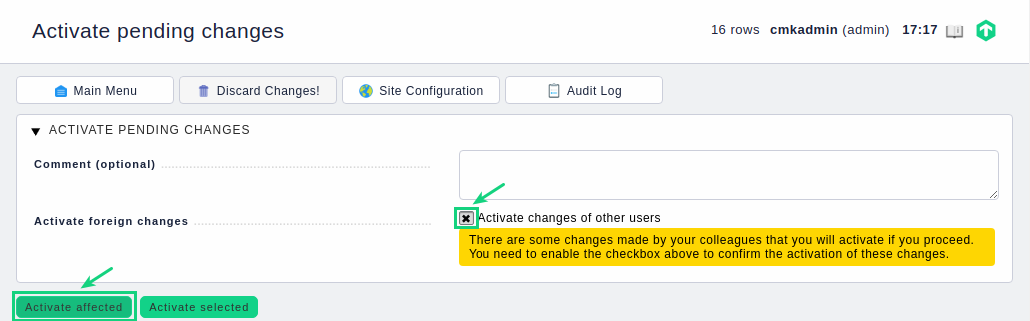 Activate pending changes
16 rows cmkadmin (admin) 17:17
Main Menu
Discard Changes!
Site Configuration
Audit Log
ACTIVATE PENDING CHANGES
Comment (optional)
Activate foreign changes
Activate changes of other users
There are some changes made by your colleagues that you will activate if you proceed.
You need to enable the checkbox above to confirm the activation of these changes.
Activate affected
Activate selected